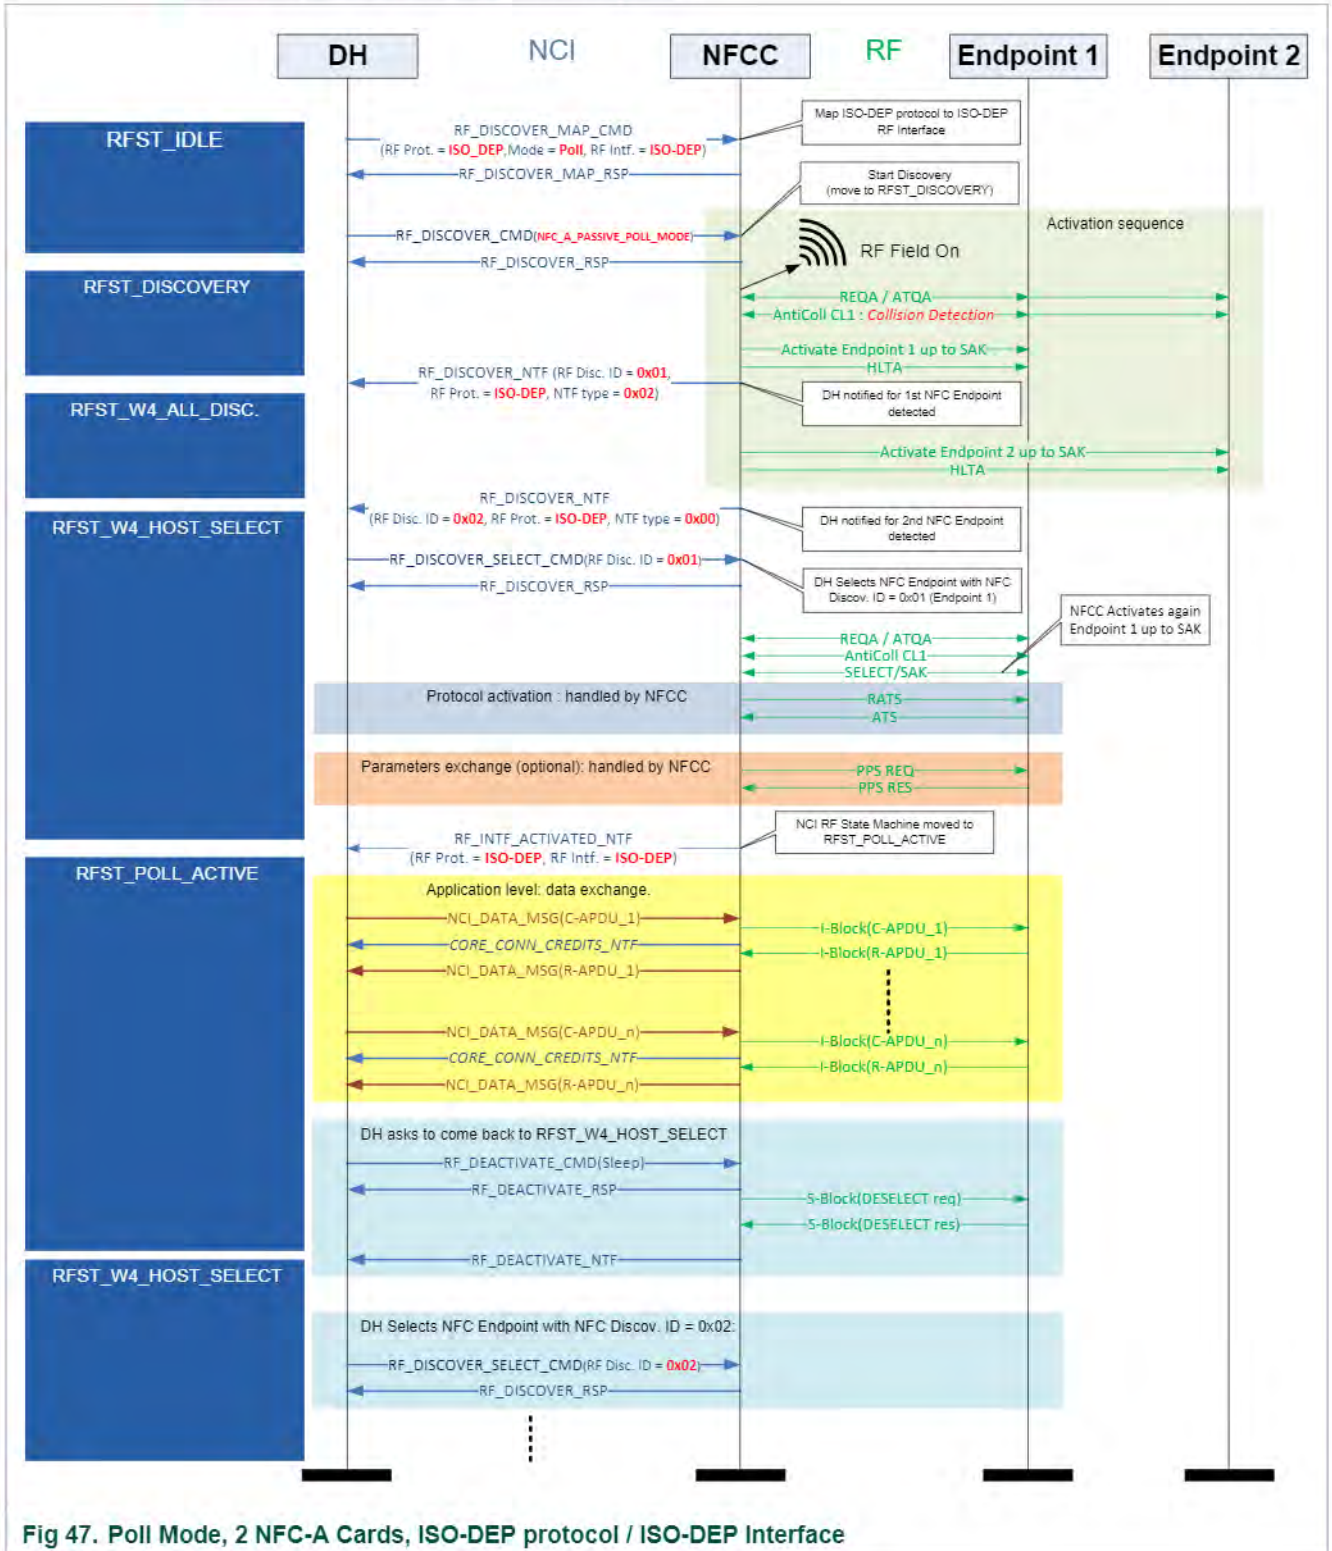 DH
NCI
NFCC
RF
Endpoint 1
Endpoint 2
RFST_IDLE
RF_DISCOVER_MAP_CMD
(RF Prot. = ISO_DEP,Mode = Poll, RF Intf. = ISO-DEP)
Map ISO-DEP protocol to ISO-DEP
RF Interface
RF_DISCOVER_MAP_RSP
Start Discovery
(move to RFST_DISCOVERY)
RF_DISCOVER_CMD(NFC_A_PASSIVE_POLL_MODE)
Activation sequence
RF_DISCOVER_RSP
RF Field On
RFST_DISCOVERY
REQA / ATQA
AntiColl CL1 : Collision Detection
Activate Endpoint 1 up to SAK
HLTA
RF_DISCOVER_NTF (RF Disc. ID = 0x01,
RF Prot. = ISO-DEP, NTF type = 0x02)
DH notified for 1st NFC Endpoint
detected
RFST_W4_ALL_DISC.
Activate Endpoint 2 up to SAK
HLTA
RF_DISCOVER_NTF
(RF Disc. ID = 0x02, RF Prot. = ISO-DEP, NTF type = 0x00)
DH notified for 2nd NFC Endpoint
detected
RFST_W4_HOST_SELECT
RF_DISCOVER_SELECT_CMD(RF Disc. ID = 0x01)
RF_DISCOVER_RSP
DH Selects NFC Endpoint with NFC
Discov. ID = 0x01 (Endpoint 1)
NFCC Activates again
Endpoint 1 up to SAK
REQA / ATQA
AntiColl CL1
SELECT/SAK
Protocol activation : handled by NFCC
RATS
ATS
Parameters exchange (optional): handled by NFCC
PPS REQ
PPS RES
RF_INTF_ACTIVATED_NTF
(RF Prot. = ISO-DEP, RF Intf. = ISO-DEP)
NCI RF State Machine moved to
RFST_POLL_ACTIVE
RFST_POLL_ACTIVE
Application level: data exchange.
NCI_DATA_MSG(C-APDU_1)
I-Block(C-APDU_1)
CORE_CONN_CREDITS_NTF
I-Block(R-APDU_1)
NCI_DATA_MSG(R-APDU_1)
NCI_DATA_MSG(C-APDU_n)
I-Block(C-APDU_n)
CORE_CONN_CREDITS_NTF
I-Block(R-APDU_n)
NCI_DATA_MSG(R-APDU_n)
DH asks to come back to RFST_W4_HOST_SELECT
RF_DEACTIVATE_CMD(Sleep)
RF_DEACTIVATE_RSP
S-Block(DESELECT req)
S-Block(DESELECT res)
RF_DEACTIVATE_NTF
RFST_W4_HOST_SELECT
DH Selects NFC Endpoint with NFC Discov. ID = 0x02:
RF_DISCOVER_SELECT_CMD(RF Disc. ID = 0x02)
RF_DISCOVER_RSP
Fig 47. Poll Mode, 2 NFC-A Cards, ISO-DEP protocol / ISO-DEP Interface